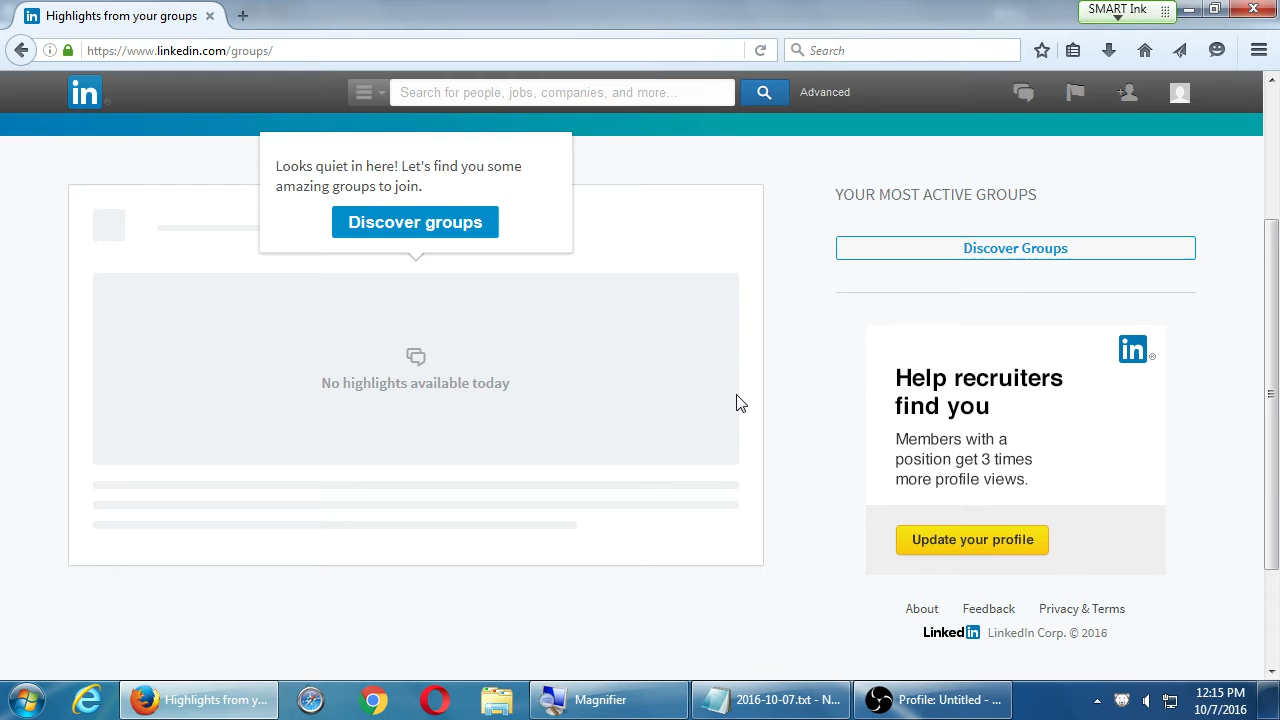 Highlights from your groups
SMART Ink
https://www.linkedin.com/groups/
Search
in
Search for people, jobs, companies, and more...
Advanced
Looks quiet in here! Let's find you some
amazing groups to join.
Discover groups
No highlights available today
YOUR MOST ACTIVE GROUPS
Discover Groups
in
Help recruiters
find you
Members with a
position get 3 times
more profile views.
Update your profile
About Feedback Privacy & Terms
Linkedin LinkedIn Corp. © 2016
Highlights from y...
Magnifier
2016-10-07.txt - N...
Profile: Untitled - ...
12:15 PM
10/7/2016